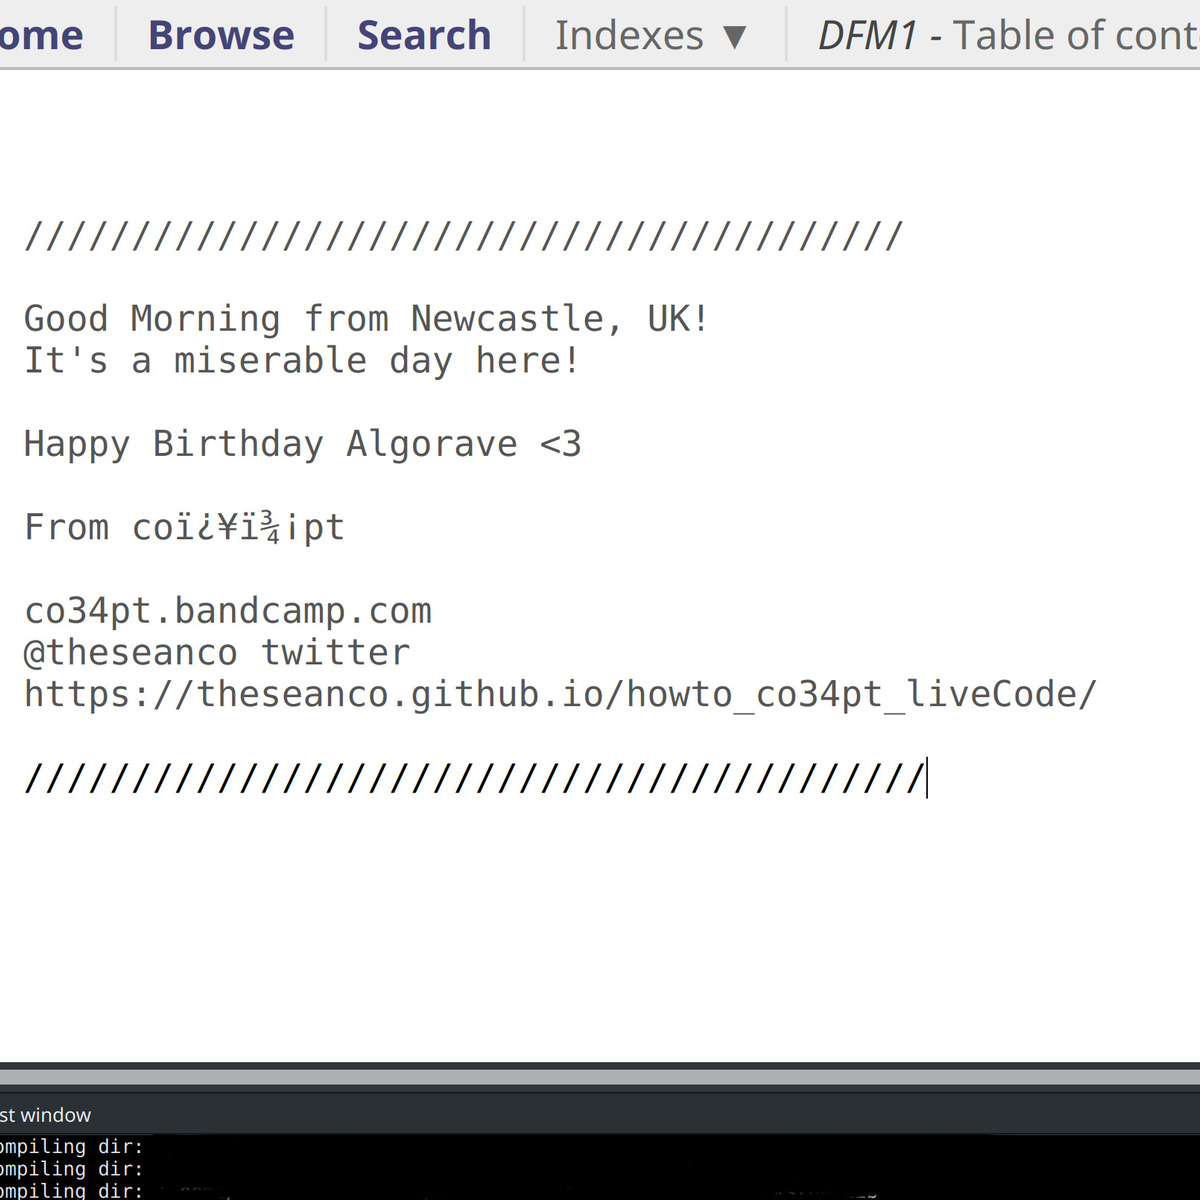 ome Browse Search Indexes ▼ DFM1 - Table of cont
/////////////////////////////////////////
Good Morning from Newcastle, UK!
It's a miserable day here!
Happy Birthday Algorave <3
From coï¿¥ï¾¡pt
co34pt.bandcamp.com
@theseanco twitter
https://theseanco.github.io/howto_co34pt_liveCode/
//////////////////////////////////////////
st window
ompiling dir:
ompiling dir:
ompiling dir: